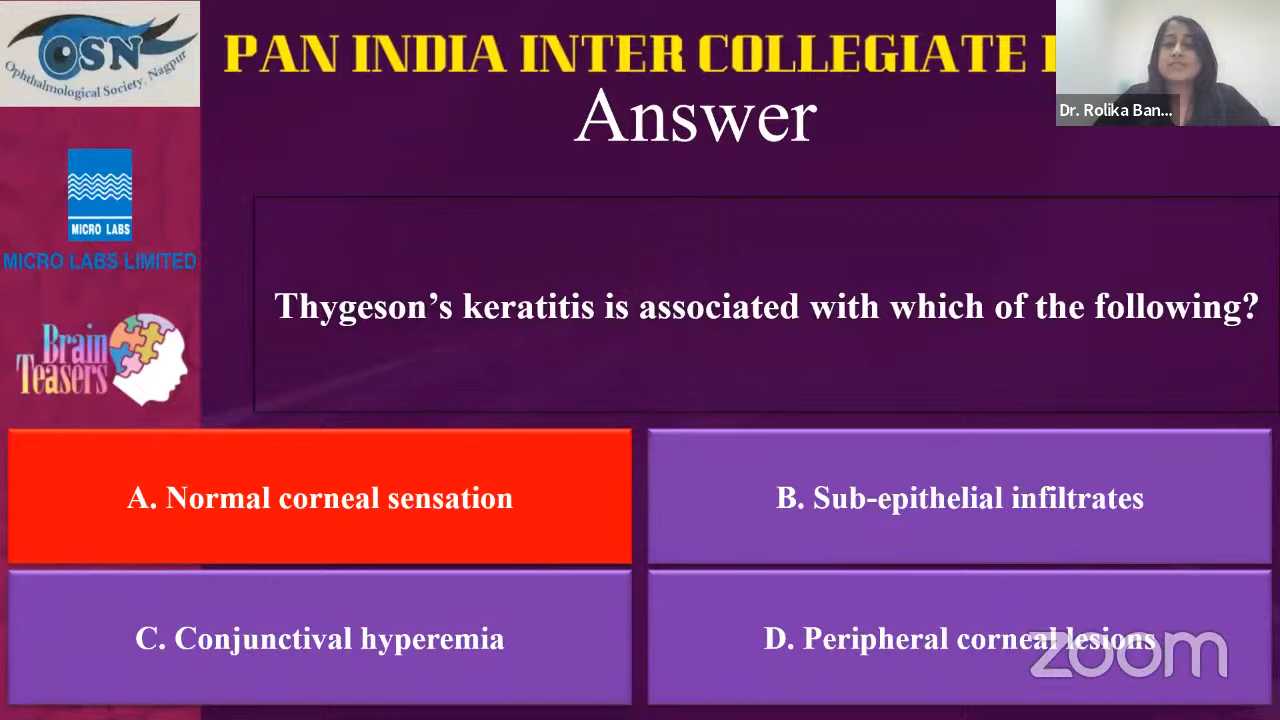 OSN
Ophthalmological Society, Nagpur
PAN INDIA INTER COLLEGIATE
Dr. Rolika Ban...
Answer
MICRO LABS
MICRO LABS LIMITED
Thygeson’s keratitis is associated with which of the following?
Brain
Teasers
A. Normal corneal sensation
B. Sub-epithelial infiltrates
C. Conjunctival hyperemia
D. Peripheral corneal lesions
zoom